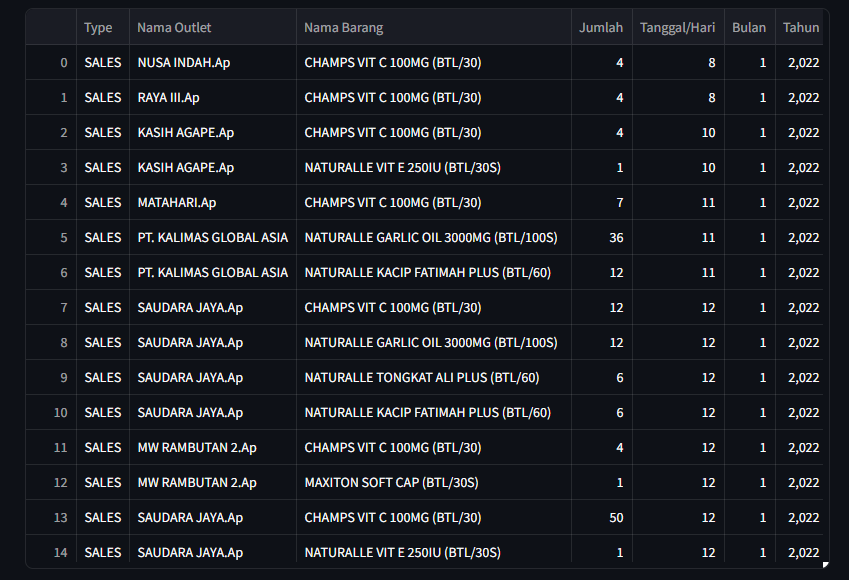 Type Nama Outlet Nama Barang Jumlah Tanggal/Hari Bulan Tahun
0 SALES NUSA INDAH.Ap CHAMPS VIT C 100MG (BTL/30) 4 8 1 2,022
1 SALES RAYA III.Ap CHAMPS VIT C 100MG (BTL/30) 4 8 1 2,022
2 SALES KASIH AGAPE.Ap CHAMPS VIT C 100MG (BTL/30) 4 10 1 2,022
3 SALES KASIH AGAPE.Ap NATURALLE VIT E 250IU (BTL/30S) 1 10 1 2,022
4 SALES MATAHARI.Ap CHAMPS VIT C 100MG (BTL/30) 7 11 1 2,022
5 SALES PT. KALIMAS GLOBAL ASIA NATURALLE GARLIC OIL 3000MG (BTL/100S) 36 11 1 2,022
6 SALES PT. KALIMAS GLOBAL ASIA NATURALLE KACIP FATIMAH PLUS (BTL/60) 12 11 1 2,022
7 SALES SAUDARA JAYA.Ap CHAMPS VIT C 100MG (BTL/30) 12 12 1 2,022
8 SALES SAUDARA JAYA.Ap NATURALLE GARLIC OIL 3000MG (BTL/100S) 12 12 1 2,022
9 SALES SAUDARA JAYA.Ap NATURALLE TONGKAT ALI PLUS (BTL/60) 6 12 1 2,022
10 SALES SAUDARA JAYA.Ap NATURALLE KACIP FATIMAH PLUS (BTL/60) 6 12 1 2,022
11 SALES MW RAMBUTAN 2.Ap CHAMPS VIT C 100MG (BTL/30) 4 12 1 2,022
12 SALES MW RAMBUTAN 2.Ap MAXITON SOFT CAP (BTL/30S) 1 12 1 2,022
13 SALES SAUDARA JAYA.Ap CHAMPS VIT C 100MG (BTL/30) 50 12 1 2,022
14 SALES SAUDARA JAYA.Ap NATURALLE VIT E 250IU (BTL/30S) 1 12 1 2,022